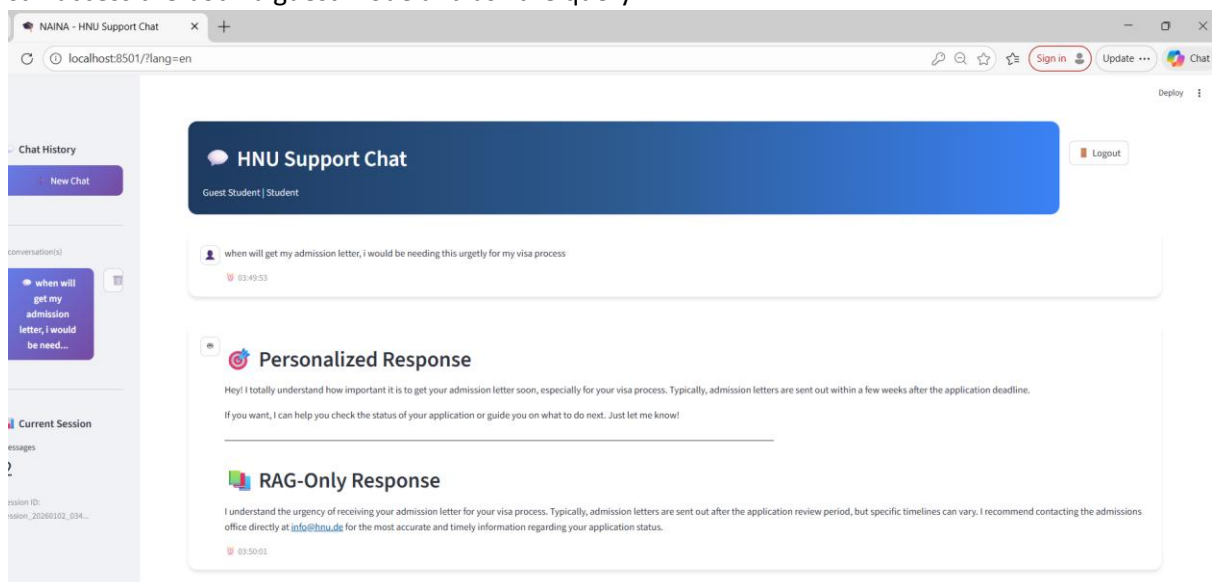 NAINA - HNU Support Chat
localhost:8501/?lang=en
Sign in
Update
Chat
Deploy
Chat History
New Chat
conversation(s)
when will
get my
admission
letter, i would
be need...
Current Session
essages
2
ession ID:
ession_20260102_034...
HNU Support Chat
Guest Student | Student
Logout
when will get my admission letter, i would be needing this urgetly for my visa process
03:49:53
Personalized Response
Hey! I totally understand how important it is to get your admission letter soon, especially for your visa process. Typically, admission letters are sent out within a few weeks after the application deadline.
If you want, I can help you check the status of your application or guide you on what to do next. Just let me know!
RAG-Only Response
I understand the urgency of receiving your admission letter for your visa process. Typically, admission letters are sent out after the application review period, but specific timelines can vary. I recommend contacting the admissions
office directly at info@hnu.de for the most accurate and timely information regarding your application status.
03:50:01